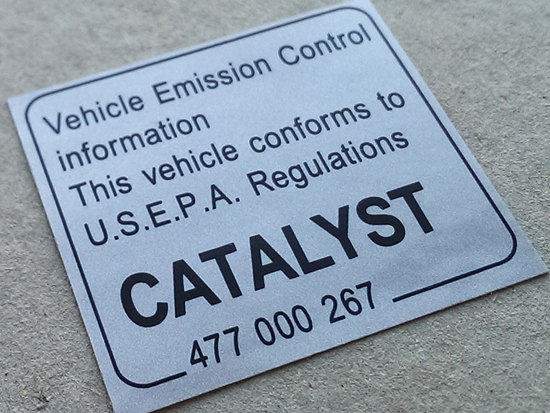 Vehicle Emission Control
information
This vehicle conforms to
U.S.E.P.A. Regulations
CATALYST
477 000 267